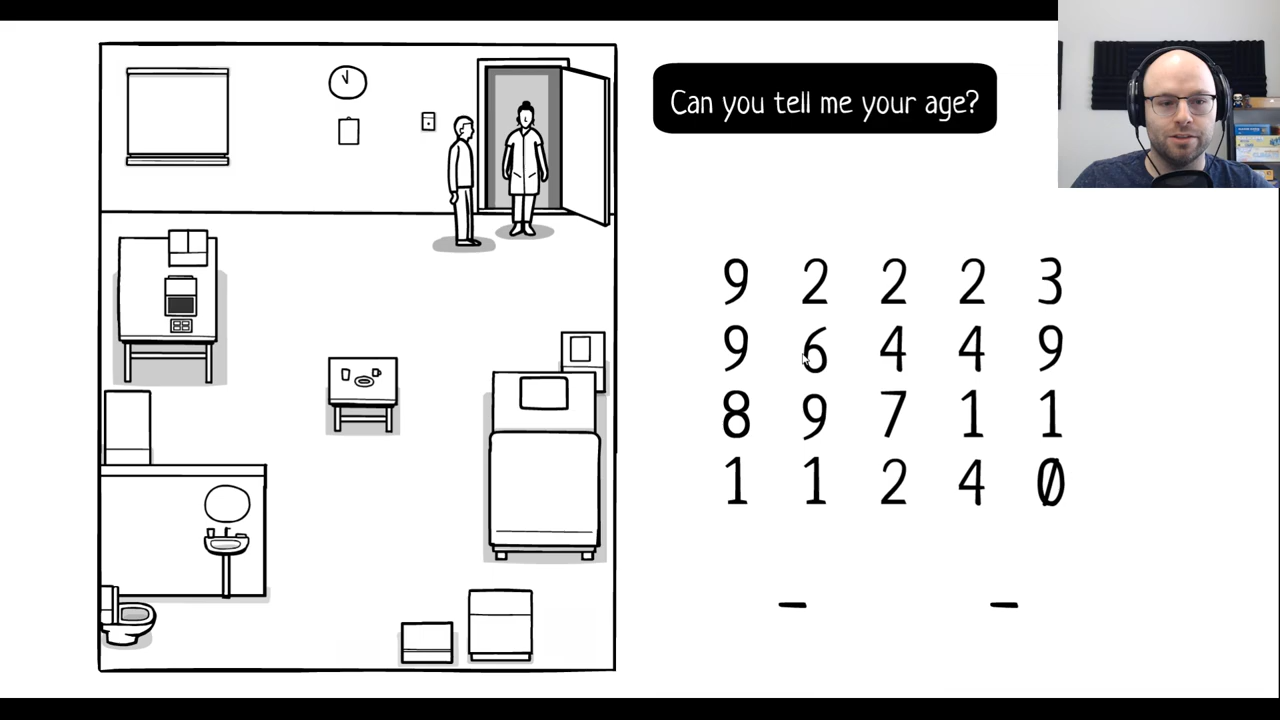 Can you tell me your age?
9 2 2 2 3
9 6 4 4 9
8 9 7 1 1
1 1 2 4 0
_ _